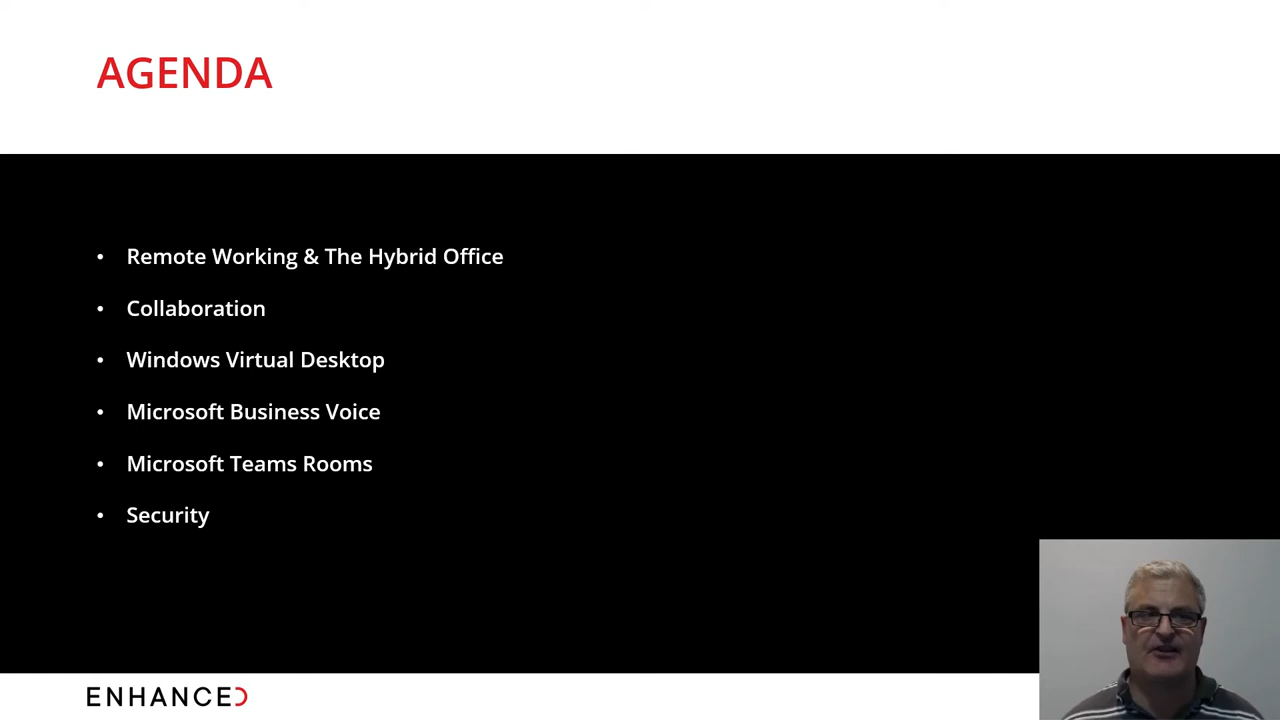 AGENDA
• Remote Working & The Hybrid Office
• Collaboration
• Windows Virtual Desktop
• Microsoft Business Voice
• Microsoft Teams Rooms
• Security
ENHANCED